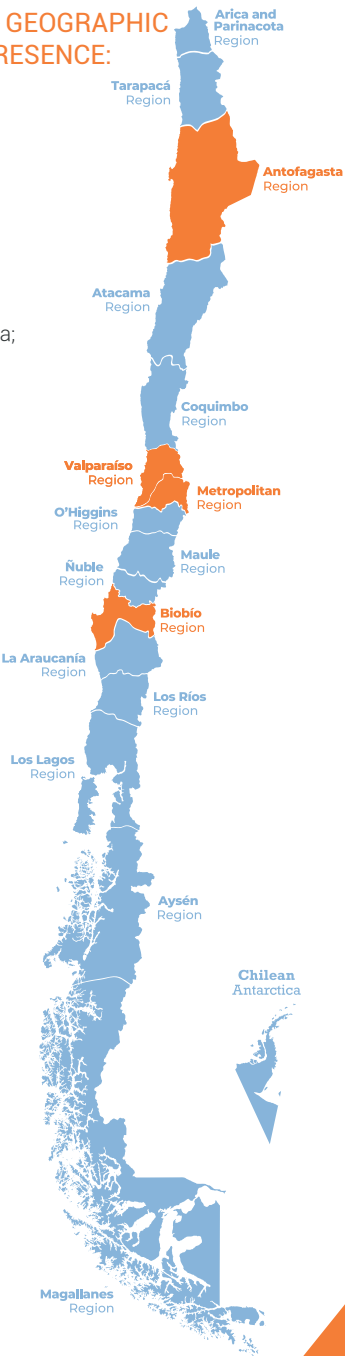 GEOGRAPHIC
RESENCE:
Arica and
Parinacota
Region
Tarapacá
Region
Antofagasta
Region
Atacama
Region
a;
Coquimbo
Region
Valparaíso
Region
Metropolitan
Region
O'Higgins
Region
Maule
Region
Ñuble
Region
Biobío
Region
La Araucanía
Region
Los Ríos
Region
Los Lagos
Region
Aysén
Region
Chilean
Antarctica
Magallanes
Region